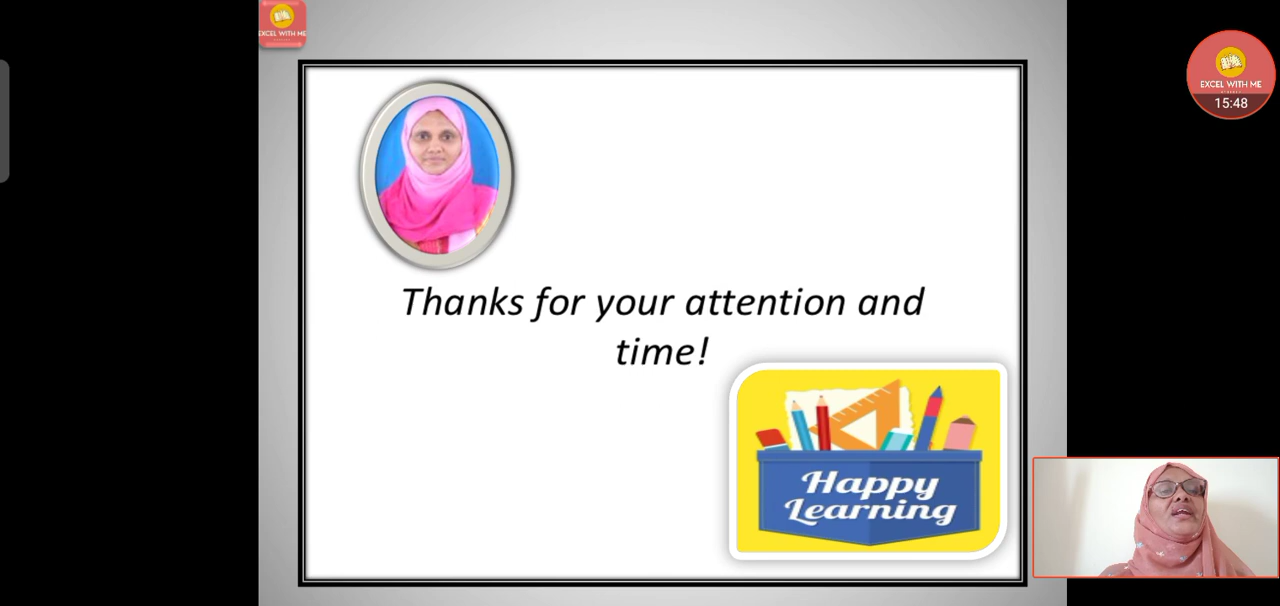 EXCEL WITH ME
EXCEL WITH ME
15:48
Thanks for your attention and
time!
Happy
Learning